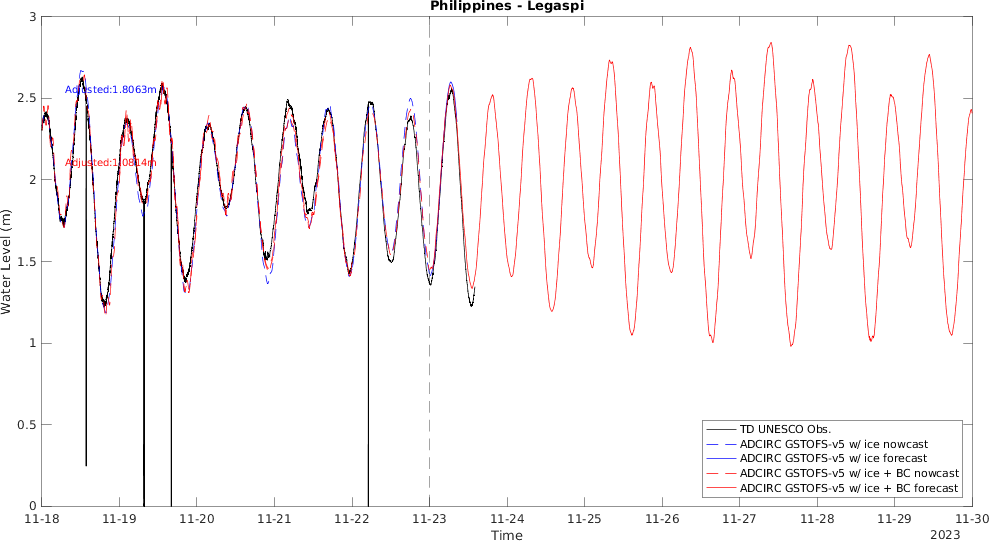 Philippines - Legaspi
3
2.5
2
1.5
1
0.5
0
Water Level (m)
Adjusted:1.8063m
Adjusted:1.0814m
TD UNESCO Obs.
ADCIRC GSTOFS-v5 w/ ice nowcast
ADCIRC GSTOFS-v5 w/ ice forecast
ADCIRC GSTOFS-v5 w/ ice + BC nowcast
ADCIRC GSTOFS-v5 w/ ice + BC forecast
11-18 11-19 11-20 11-21 11-22 11-23 11-24 11-25 11-26 11-27 11-28 11-29 11-30
Time
2023